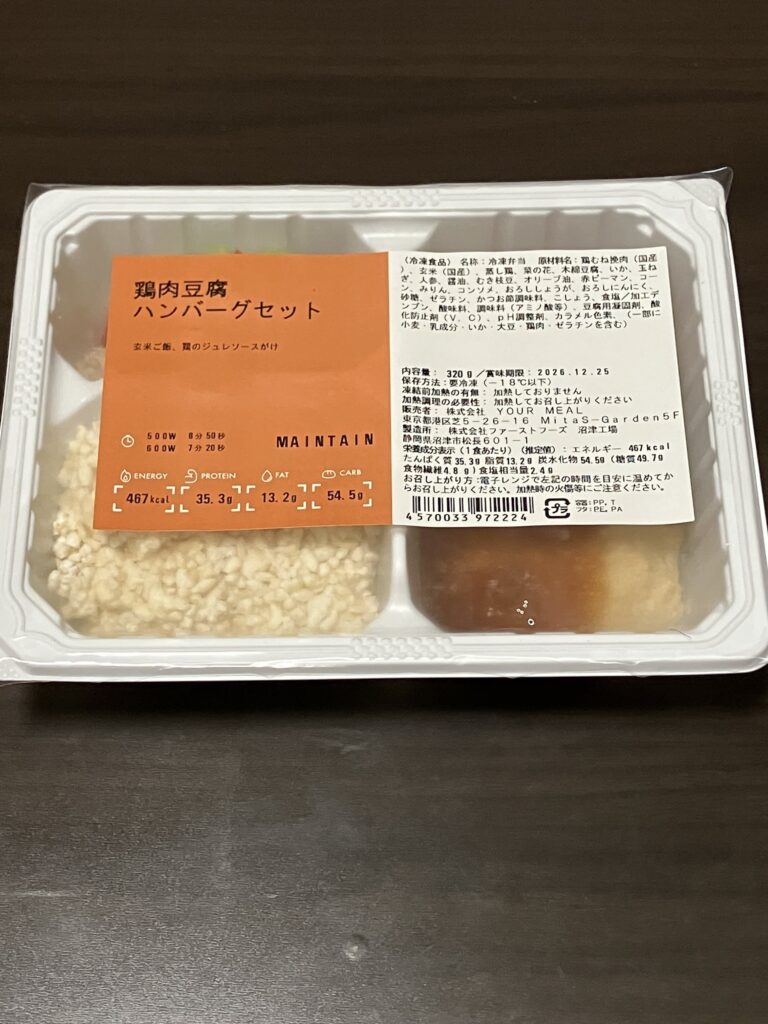 鶏肉豆腐
ハンバーグセット
玄米ご飯、鶏のジュレソースがけ
500W 8分50秒
600W 7分20秒
MAINTAIN
ENERGY PROTEIN FAT CARB
467kcal 35.3g 13.2g 54.5g
（冷凍食品） 名称：冷凍弁当 原材料名：鶏むね挽肉（国産
）、玄米（国産）、蒸し鶏、菜の花、木綿豆腐、いか、玉ね
ぎ、人参、醤油、むき枝豆、オリーブ油、赤ピーマン、コー
ン、みりん、コンソメ、おろししょうが、おろしにんにく、
砂糖、ゼラチン、かつお節調味料、こしょう、食塩／加工デ
ンプン、酸味料、調味料（アミノ酸等）、豆腐用凝固剤、酸
化防止剤（V．C）、pH調整剤、カラメル色素、（一部に
小麦・乳成分・いか・大豆・鶏肉・ゼラチンを含む）
内容量： 320g／賞味期限：2026.12.25
保存方法：要冷凍（－18℃以下）
凍結前加熱の有無： 加熱しておりません
加熱調理の必要性： 加熱してお召し上がりください
販売者： 株式会社 YOUR MEAL
東京都港区芝5－26－16 MitaS－Garden5F
製造所： 株式会社ファーストフーズ 沼津工場
静岡県沼津市松長601－1
栄養成分表示（1食あたり）（推定値）：エネルギー 467kcal
たんぱく質35.3g 脂質13.2g 炭水化物54.5g（糖質49.7g
食物繊維4.8g）食塩相当量2.4g
お召し上がり方：電子レンジで左記の時間を目安に温めてか
らお召し上がりください。加熱時の火傷等にご注意ください。
4570033972224
プラ
容器：PP，T
フタ：PE，PA